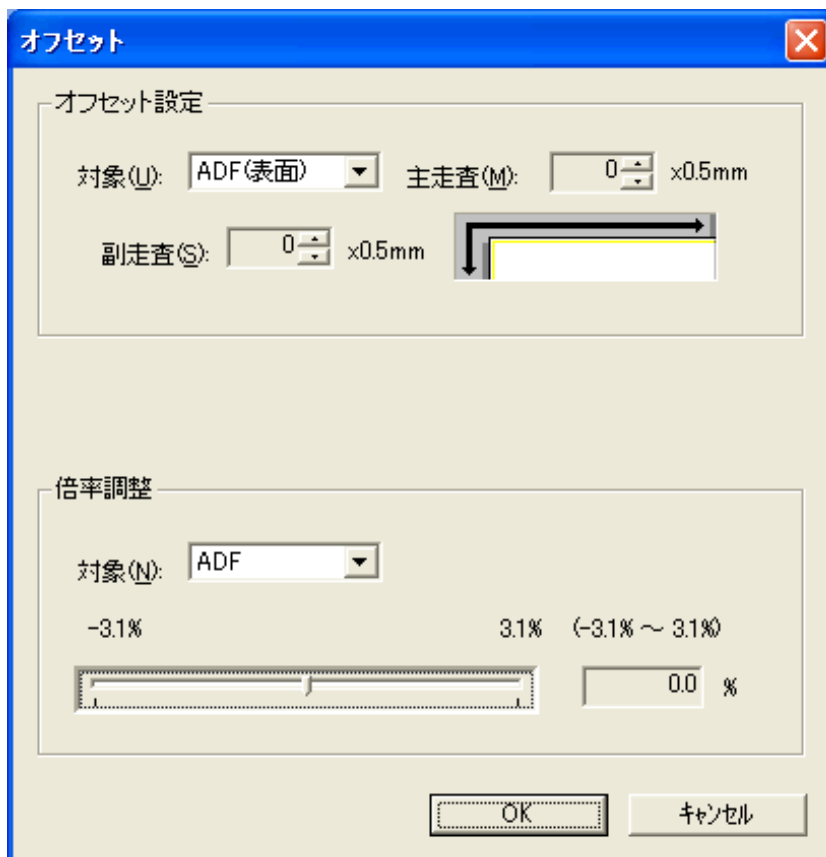 オフセット
オフセット設定
対象(U): ADF(表面) 主走査(M): 0 x0.5mm
副走査(S): 0 x0.5mm
倍率調整
対象(N): ADF
-3.1% 3.1% (-3.1% ～ 3.1%)
0.0 %
OK キャンセル